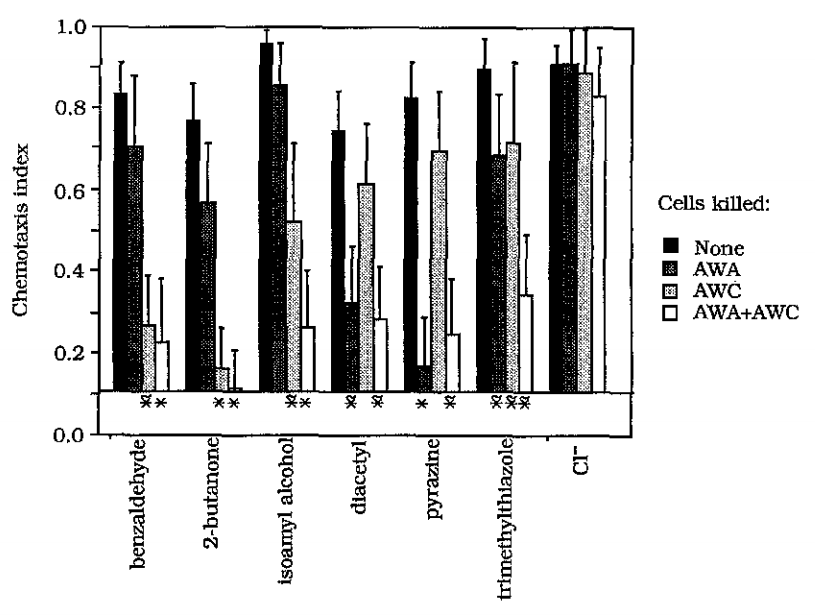 1.0
0.8
0.6
0.4
0.2
0.0
Chemotaxis index
* * * * * * * * * * * * *
benzaldehyde
2-butanone
isoamyl alcohol
diacetyl
pyrazine
trimethylthiazole
Cl⁻
Cells killed:
None
AWA
AWC
AWA+AWC